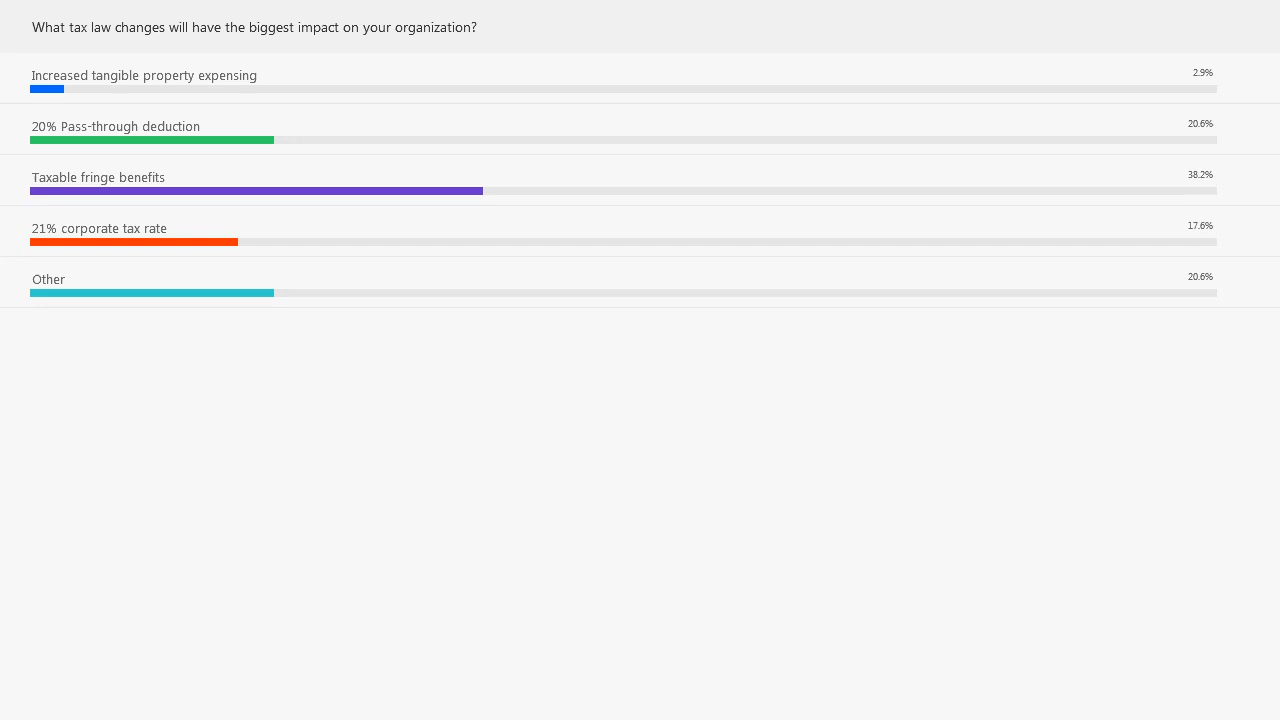 What tax law changes will have the biggest impact on your organization?
Increased tangible property expensing 2.9%
20% Pass-through deduction 20.6%
Taxable fringe benefits 38.2%
21% corporate tax rate 17.6%
Other 20.6%